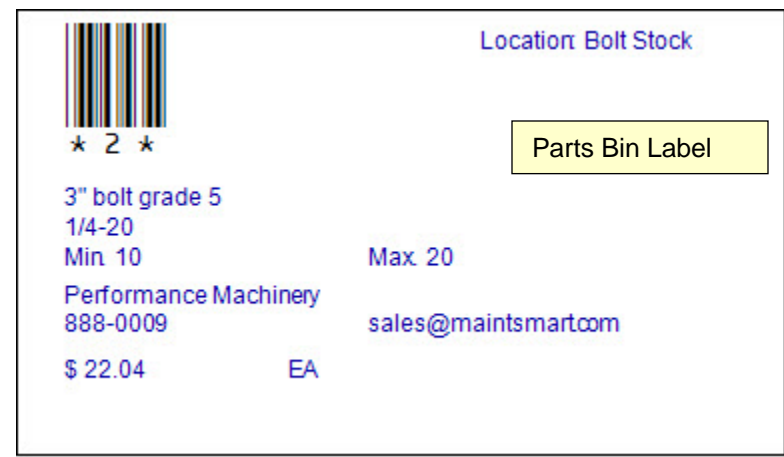 Location: Bolt Stock
* 2 *
Parts Bin Label
3" bolt grade 5
1/4-20
Min. 10 Max. 20
Performance Machinery
888-0009 sales@maintsmart.com
$ 22.04 EA